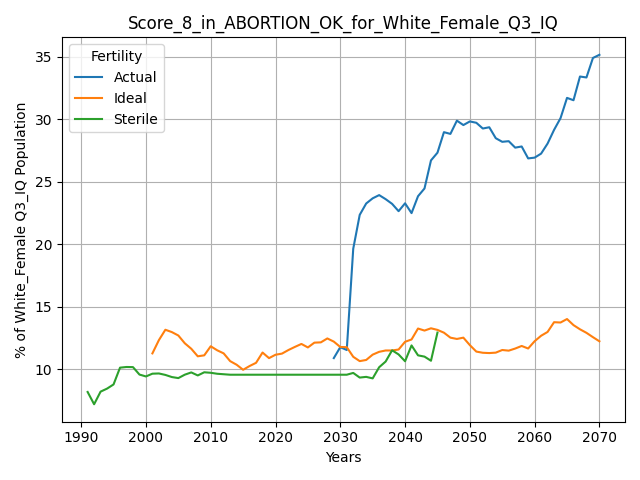 Score_8_in_ABORTION_OK_for_White_Female_Q3_IQ
Fertility
Actual
Ideal
Sterile
% of White_Female Q3_IQ Population
35
30
25
20
15
10
1990 2000 2010 2020 2030 2040 2050 2060 2070
Years